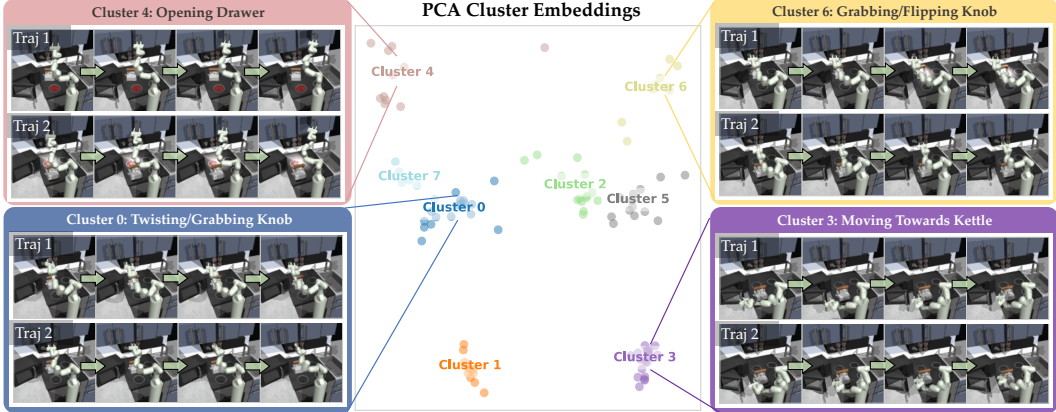 PCA Cluster Embeddings
Cluster 4: Opening Drawer
Traj 1
Traj 2
Cluster 0: Twisting/Grabbing Knob
Traj 1
Traj 2
Cluster 4
Cluster 6
Cluster 7
Cluster 2
Cluster 0
Cluster 5
Cluster 1
Cluster 3
Cluster 6: Grabbing/Flipping Knob
Traj 1
Traj 2
Cluster 3: Moving Towards Kettle
Traj 1
Traj 2